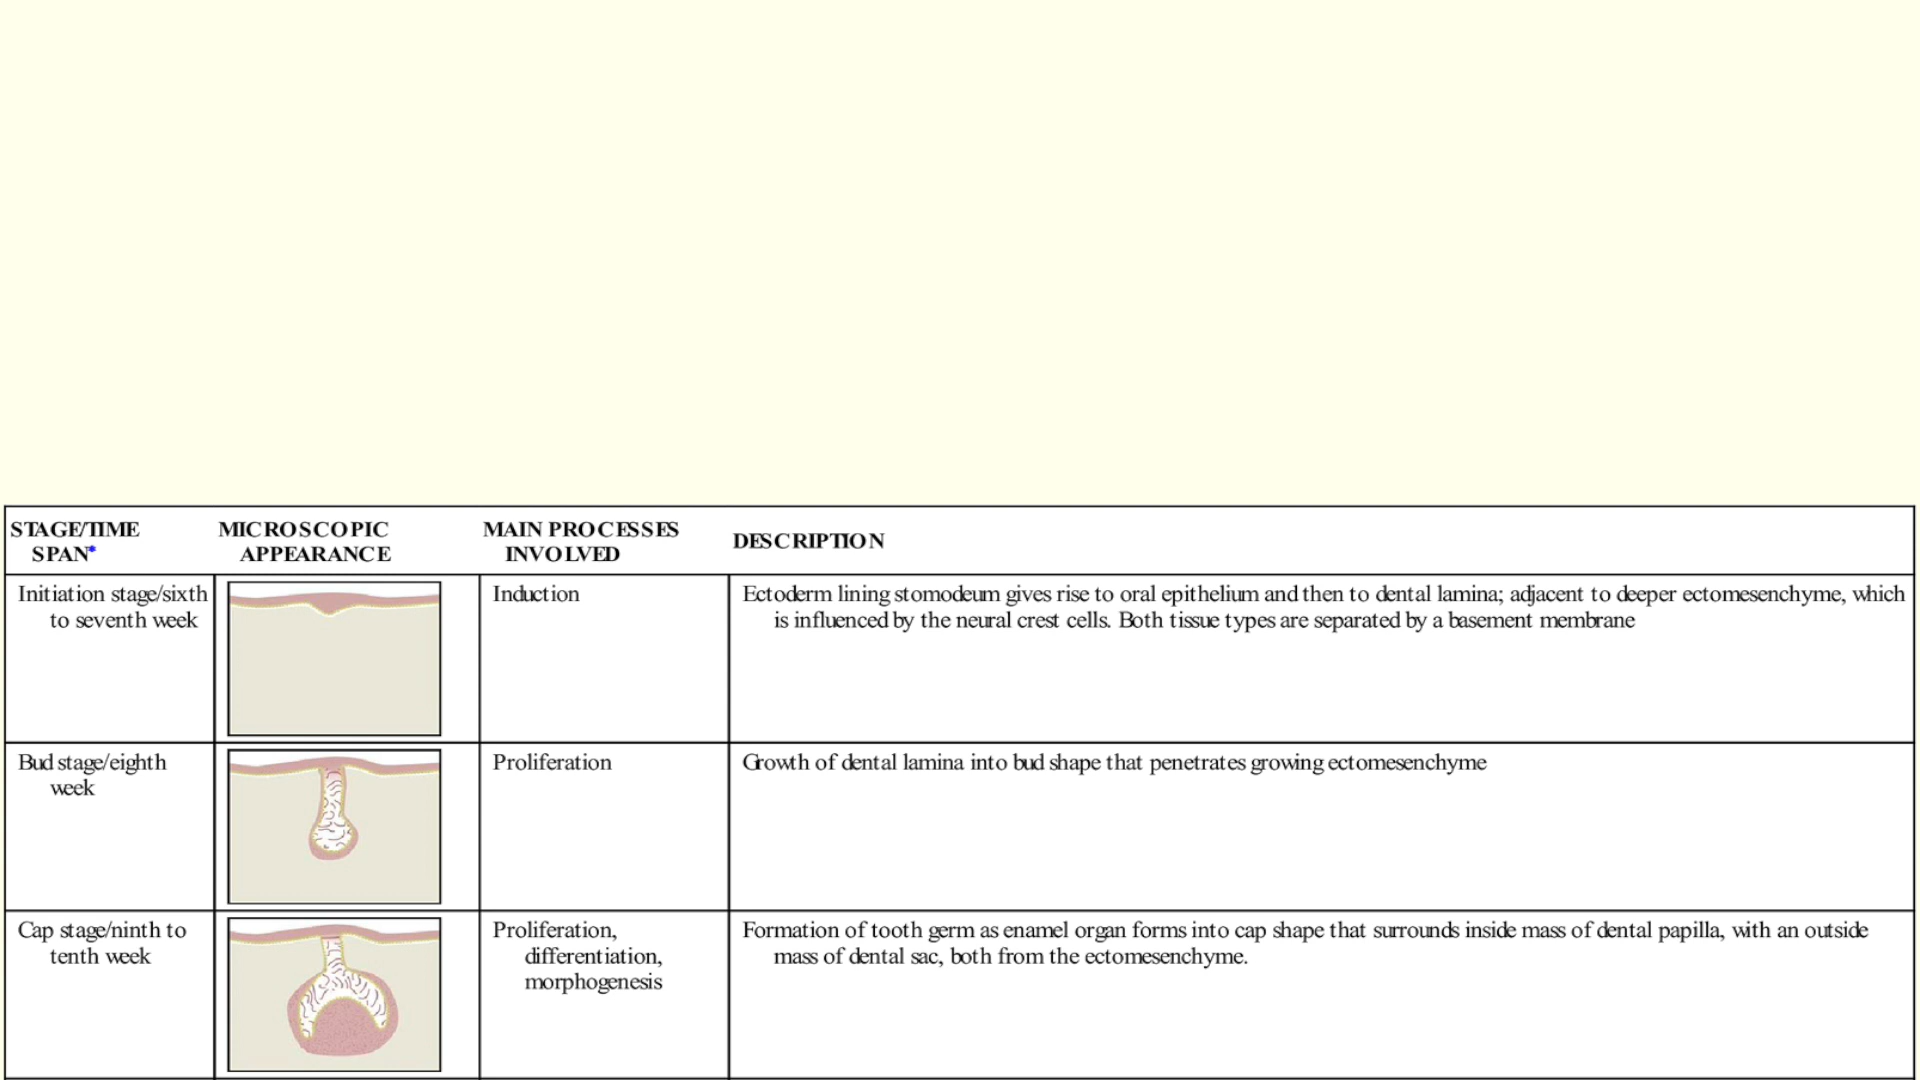 STAGE/TIME SPAN*
MICROSCOPIC APPEARANCE
MAIN PROCESSES INVOLVED
DESCRIPTION
Initiation stage/sixth
to seventh week
Induction
Ectoderm lining stomodeum gives rise to oral epithelium and then to dental lamina; adjacent to deeper ectomesenchyme, which
is influenced by the neural crest cells. Both tissue types are separated by a basement membrane
Bud stage/eighth
week
Proliferation
Growth of dental lamina into bud shape that penetrates growing ectomesenchyme
Cap stage/ninth to
tenth week
Proliferation,
differentiation,
morphogenesis
Formation of tooth germ as enamel organ forms into cap shape that surrounds inside mass of dental papilla, with an outside
mass of dental sac, both from the ectomesenchyme.